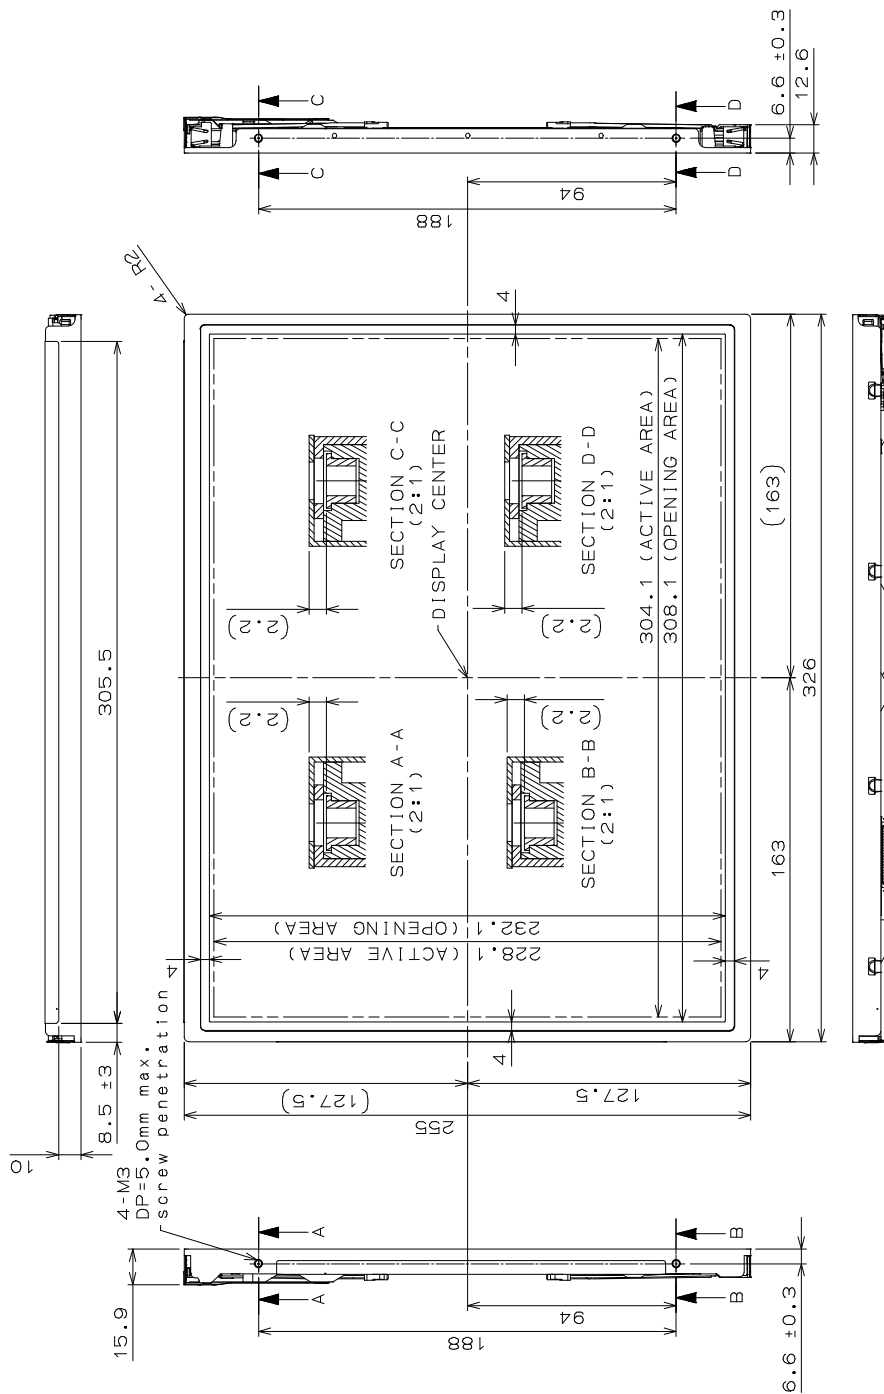 C
C
D
D
6.6 ±0.3
12.6
94
188
4- R2
4
SECTION C-C
(2:1)
SECTION D-D
(2:1)
DISPLAY CENTER
304.1 (ACTIVE AREA)
308.1 (OPENING AREA)
(2.2)
(2.2)
(163)
326
305.5
(2.2)
(2.2)
SECTION A-A
(2:1)
SECTION B-B
(2:1)
163
232.1 (OPENING AREA)
228.1 (ACTIVE AREA)
4
4
4
8.5 ±3
10
(127.5)
127.5
255
4-M3
DP=5.0mm max.
screw penetration
A
A
B
B
15.9
94
188
6.6 ±0.3